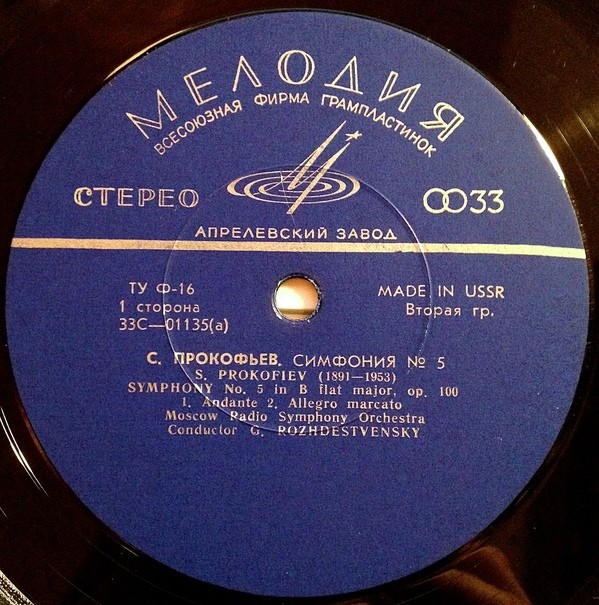 МЕЛОДИЯ
ВСЕСОЮЗНАЯ ФИРМА ГРАМПЛАСТИНОК
СТЕРЕО 33
АПРЕЛЕВСКИЙ ЗАВОД
ТУ Ф-16 MADE IN USSR
1 сторона Вторая гр.
33С—01135(а)
С. ПРОКОФЬЕВ. СИМФОНИЯ № 5
S. PROKOFIEV (1891—1953)
SYMPHONY No. 5 in B flat major, op. 100
1. Andante 2. Allegro marcato
Moscow Radio Symphony Orchestra
Conductor G. ROZHDESTVENSKY